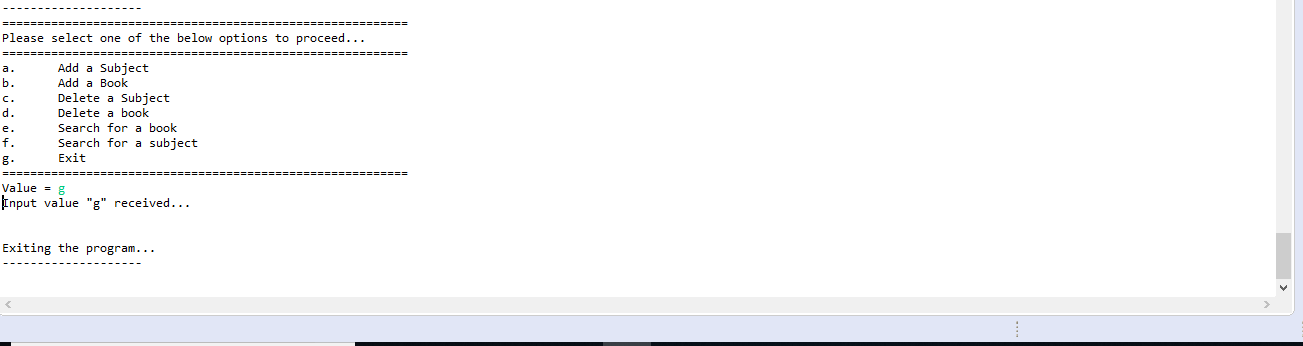 --------------------
==========================================================
Please select one of the below options to proceed...
==========================================================
a. Add a Subject
b. Add a Book
c. Delete a Subject
d. Delete a book
e. Search for a book
f. Search for a subject
g. Exit
==========================================================
Value = g
Input value "g" received...
Exiting the program...
--------------------